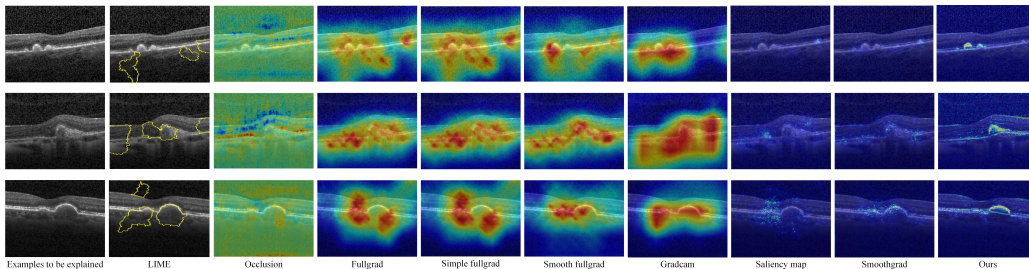 Examples to be explained LIME Occlusion Fullgrad Simple fullgrad Smooth fullgrad Gradcam Saliency map Smoothgrad Ours